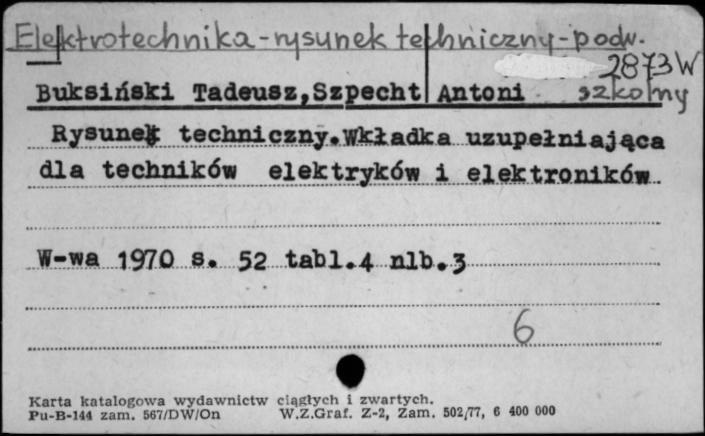 Elektrotechnika - rysunek techniczny - podr.
2873W
szkolny
Buksiński Tadeusz,Szpecht Antoni
Rysunek techniczny.Wkładka uzupełniająca
dla techników elektryków i elektroników
W-wa 1970 s. 52 tabl.4 nlb.3
6
Karta katalogowa wydawnictw ciągłych i zwartych.
Pu-B-144 zam. 567/DW/On W.Z.Graf. Z-2, Zam. 502/77, 6 400 000